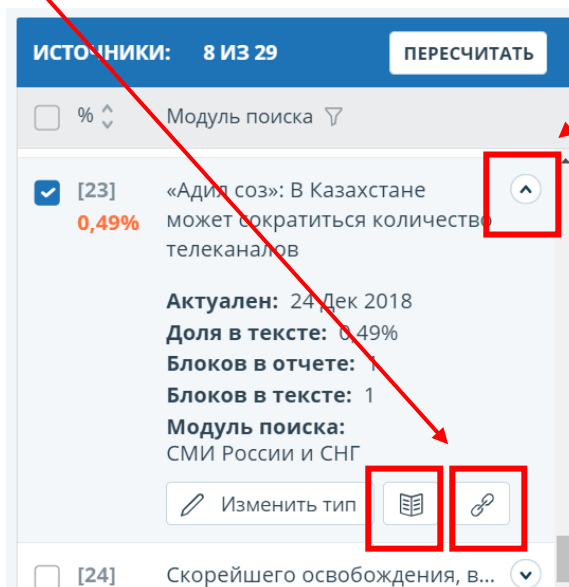 ИСТОЧНИКИ: 8 ИЗ 29 ПЕРЕСЧИТАТЬ
% Модуль поиска
[23] «Адил соз»: В Казахстане
0,49% может сократиться количество
телеканалов
Актуален: 24 Дек 2018
Доля в тексте: 0,49%
Блоков в отчете: 1
Блоков в тексте: 1
Модуль поиска:
СМИ России и СНГ
Изменить тип
[24] Скорейшего освобождения, в...